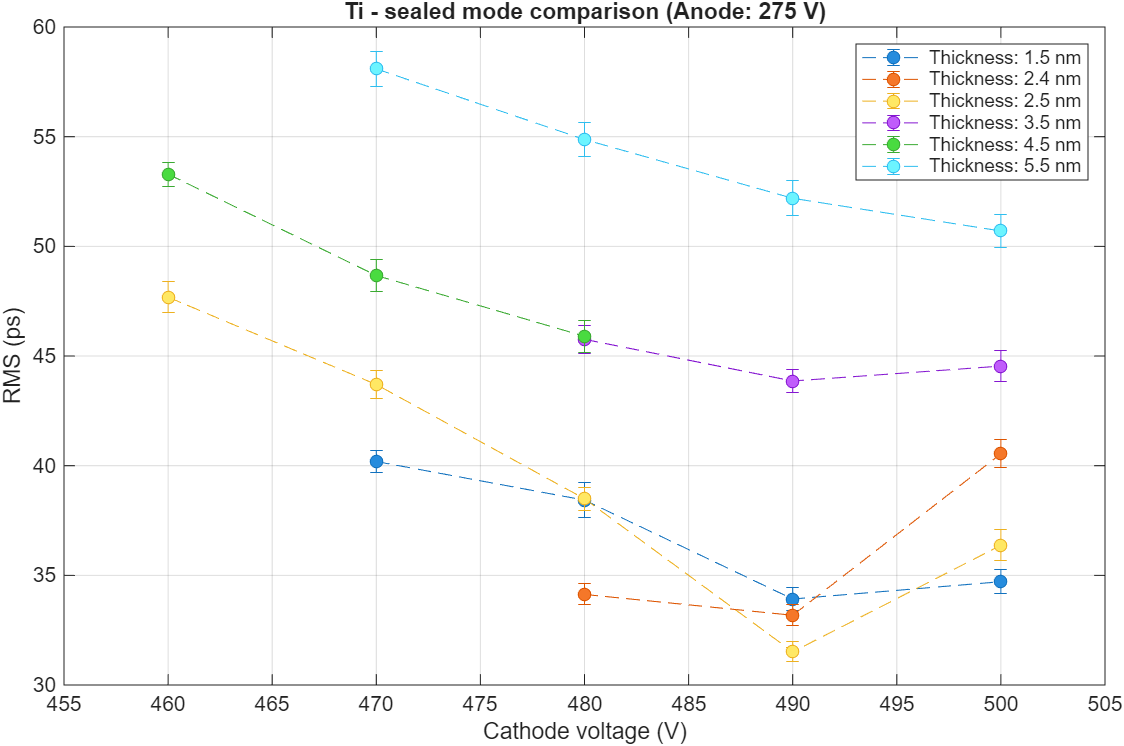 Ti - sealed mode comparison (Anode: 275 V)
60
55
50
45
40
35
30
RMS (ps)
Thickness: 1.5 nm
Thickness: 2.4 nm
Thickness: 2.5 nm
Thickness: 3.5 nm
Thickness: 4.5 nm
Thickness: 5.5 nm
455 460 465 470 475 480 485 490 495 500 505
Cathode voltage (V)